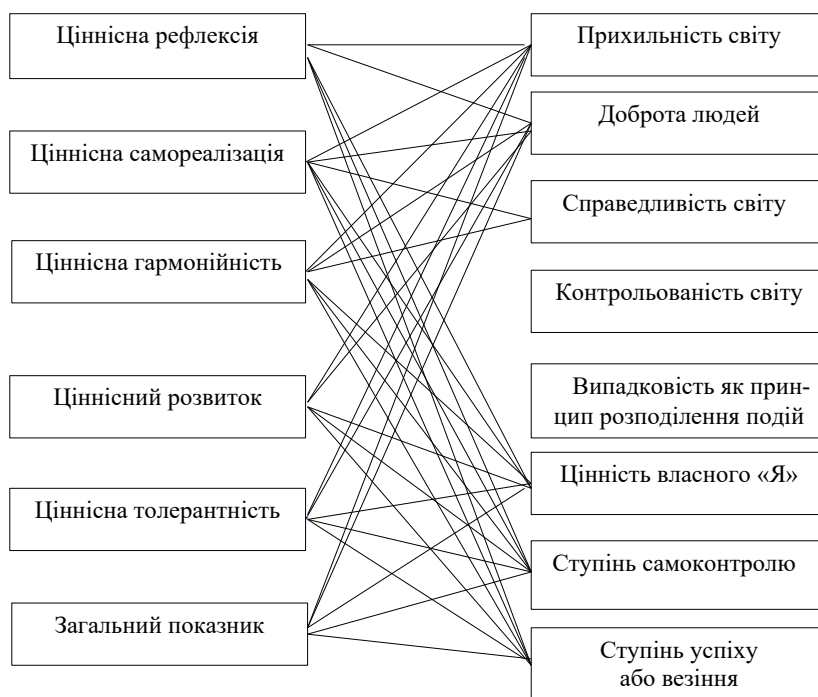 Ціннісна рефлексія
Ціннісна самореалізація
Ціннісна гармонійність
Ціннісний розвиток
Ціннісна толерантність
Загальний показник
Прихильність світу
Доброта людей
Справедливість світу
Контрольованість світу
Випадковість як прин-
цип розподілення подій
Цінність власного «Я»
Ступінь самоконтролю
Ступінь успіху
або везіння